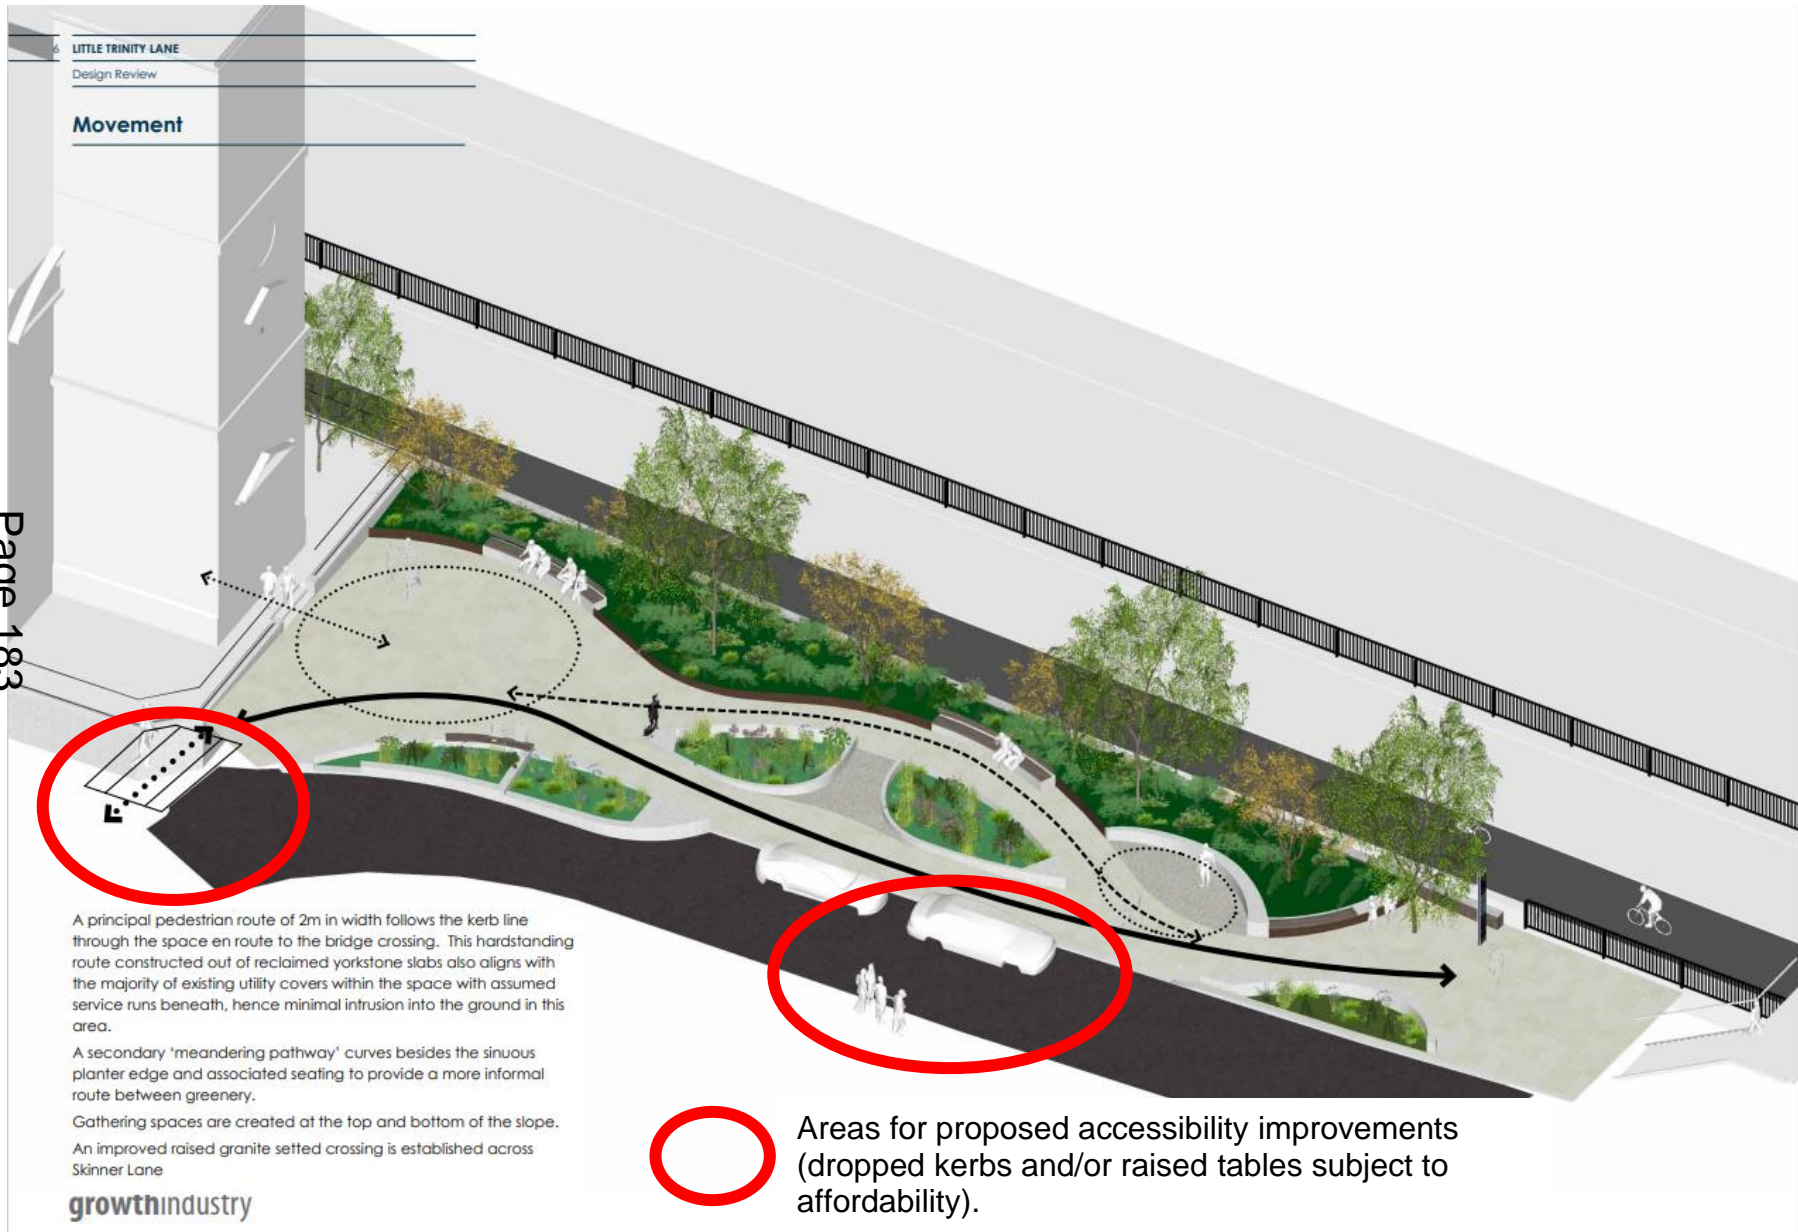 6 LITTLE TRINITY LANE
Design Review
Movement
Page 183
A principal pedestrian route of 2m in width follows the kerb line
through the space en route to the bridge crossing. This hardstanding
route constructed out of reclaimed yorkstone slabs also aligns with
the majority of existing utility covers within the space with assumed
service runs beneath, hence minimal intrusion into the ground in this
area.
A secondary 'meandering pathway' curves besides the sinuous
planter edge and associated seating to provide a more informal
route between greenery.
Gathering spaces are created at the top and bottom of the slope.
An improved raised granite setted crossing is established across
Skinner Lane
growthindustry
Areas for proposed accessibility improvements
(dropped kerbs and/or raised tables subject to
affordability).